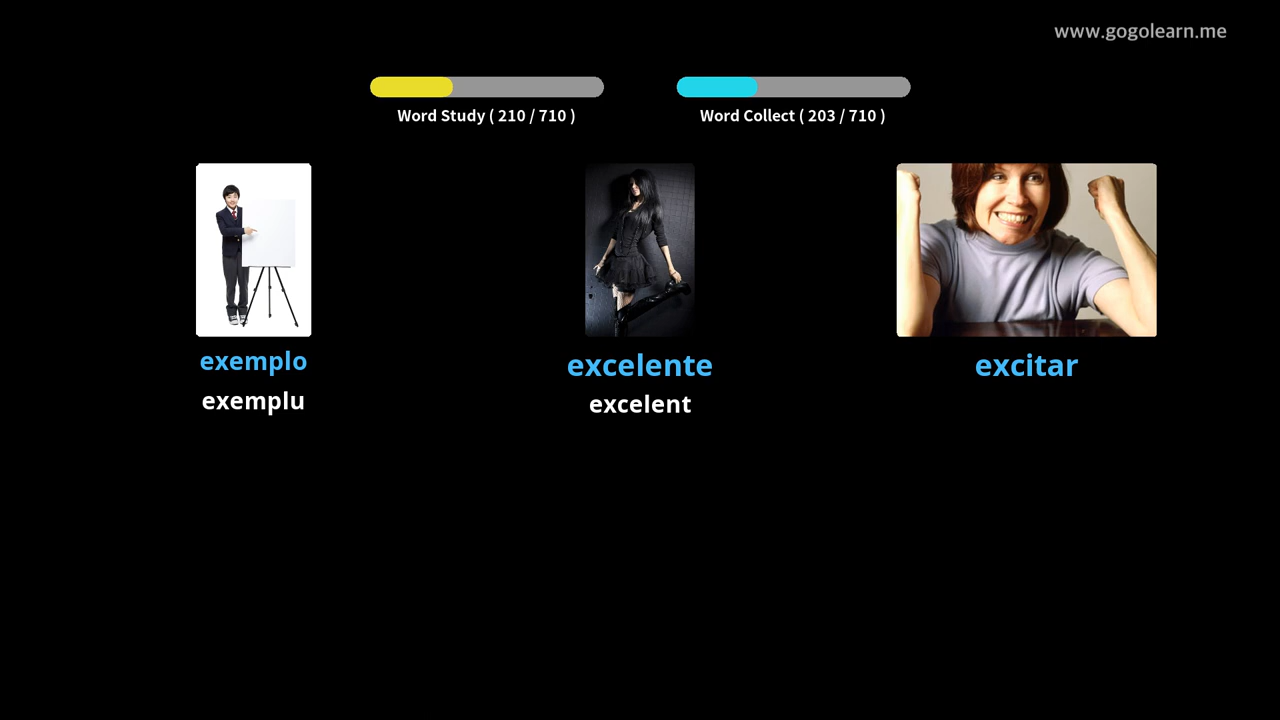 www.gogolearn.me
Word Study ( 210 / 710 )
Word Collect ( 203 / 710 )
exemplo
exemplu
excelente
excelent
excitar